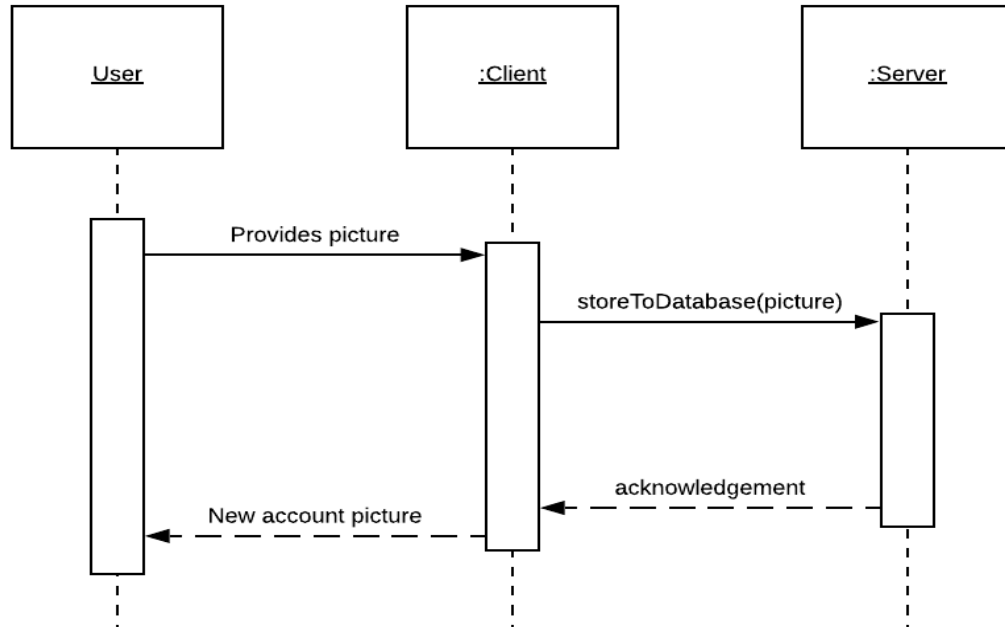 User
:Client
:Server
Provides picture
storeToDatabase(picture)
acknowledgement
New account picture